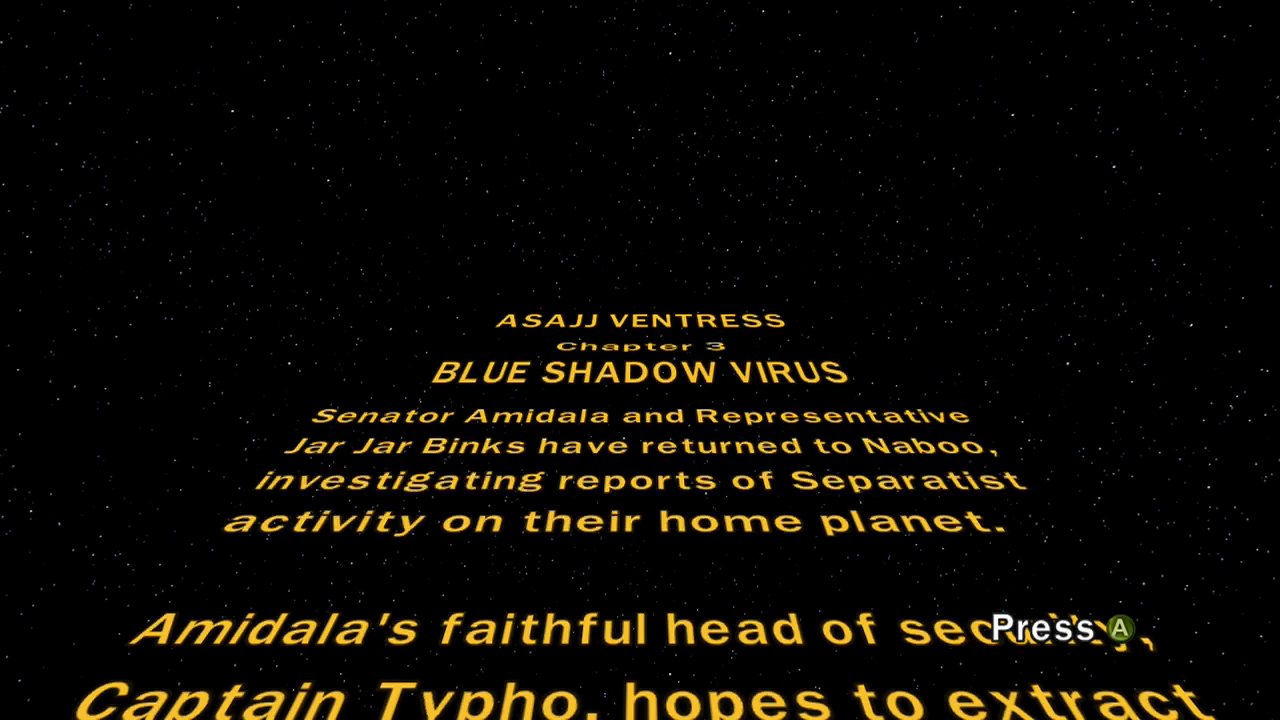 ASAJJ VENTRESS
Chapter 3
BLUE SHADOW VIRUS
Senator Amidala and Representative
Jar Jar Binks have returned to Naboo,
investigating reports of Separatist
activity on their home planet.
Amidala's faithful head of security,
Press A
Captain Typho, hopes to extract